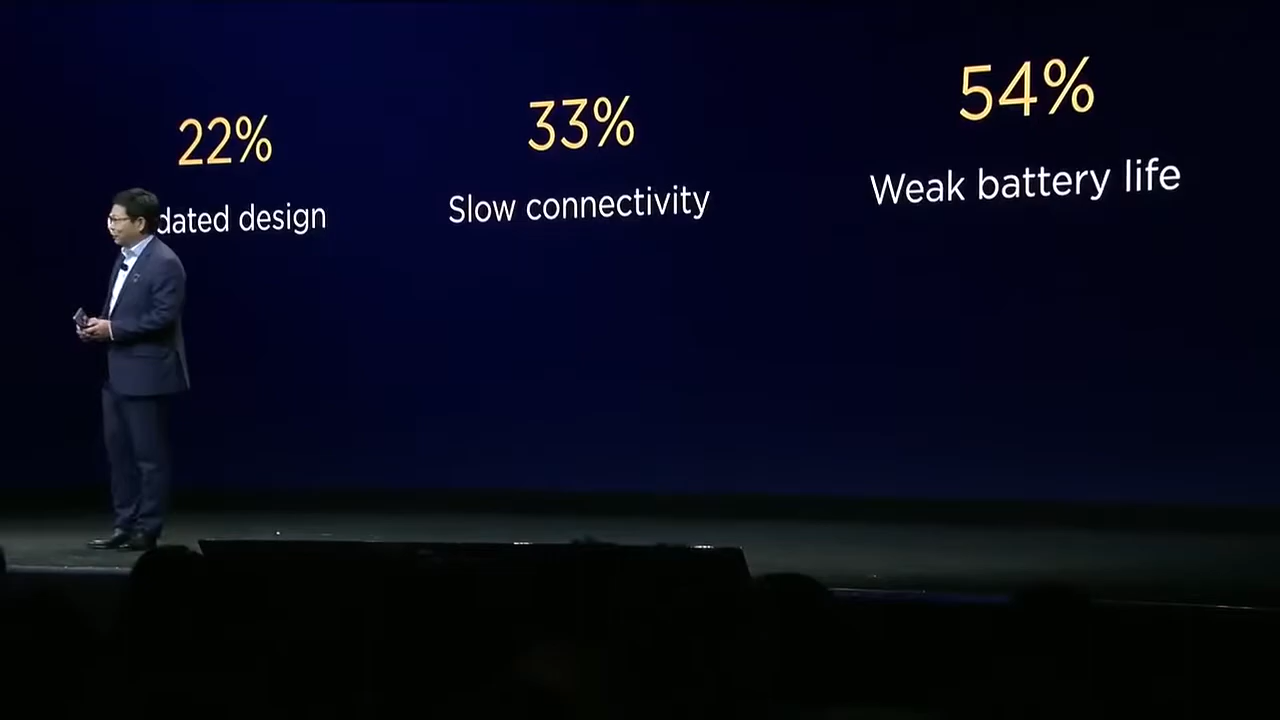 22%
dated design
33%
Slow connectivity
54%
Weak battery life